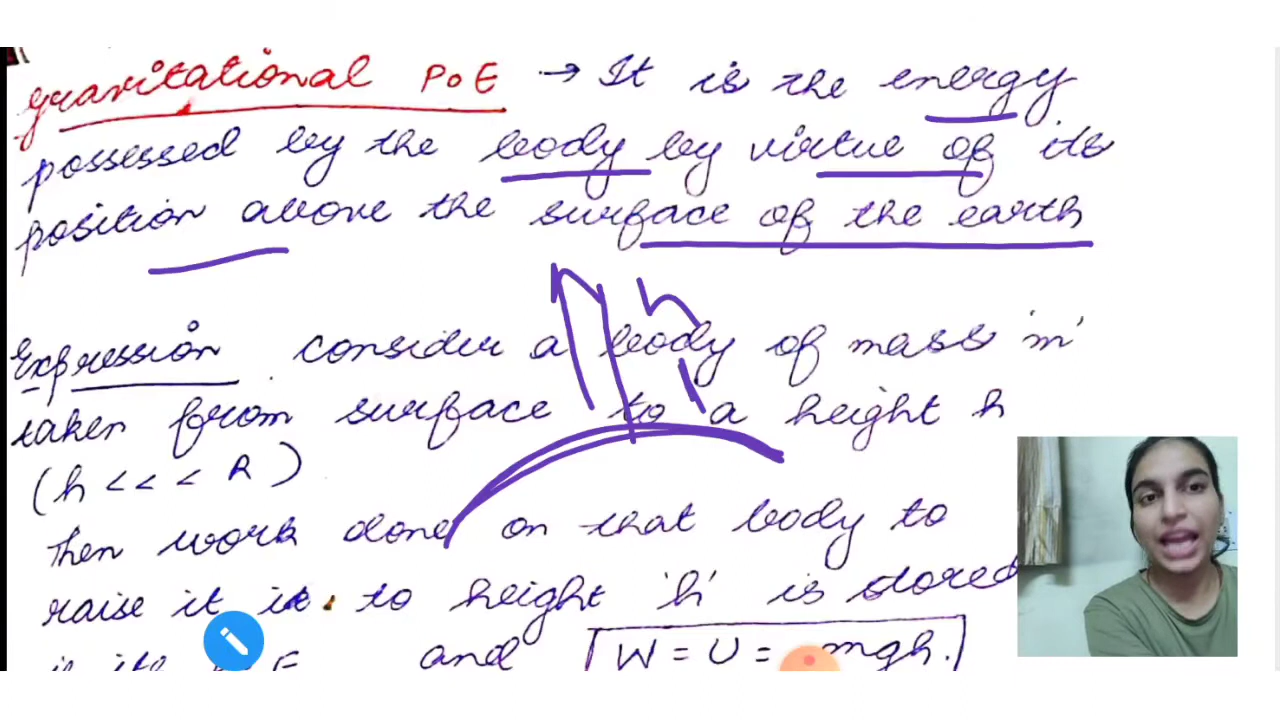 gravitational P.E → It is the energy
possessed by the body by virtue of its
position above the surface of the earth
h
Expression consider a body of mass 'm'
taken from surface to a height h
(h <<< R)
Then work done on that body to
raise it it to height 'h' is stored
and W = U = mgh.